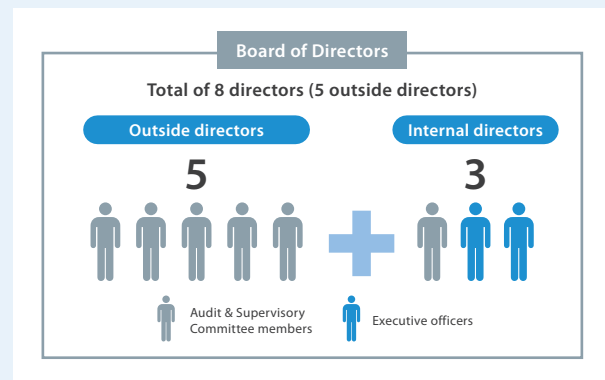 Board of Directors
Total of 8 directors (5 outside directors)
Outside directors
5
Internal directors
3
Audit & Supervisory
Committee members
Executive officers